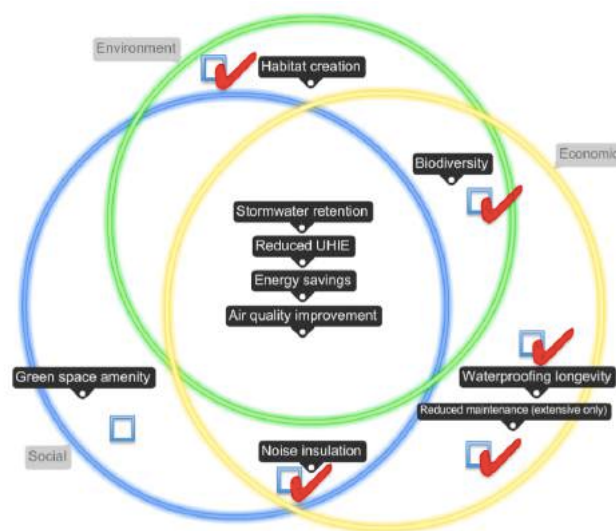 Environment
Habitat creation
Economic
Biodiversity
Stormwater retention
Reduced UHIE
Energy savings
Air quality improvement
Waterproofing longevity
Green space amenity
Reduced maintenance (extensive only)
Social
Noise insulation